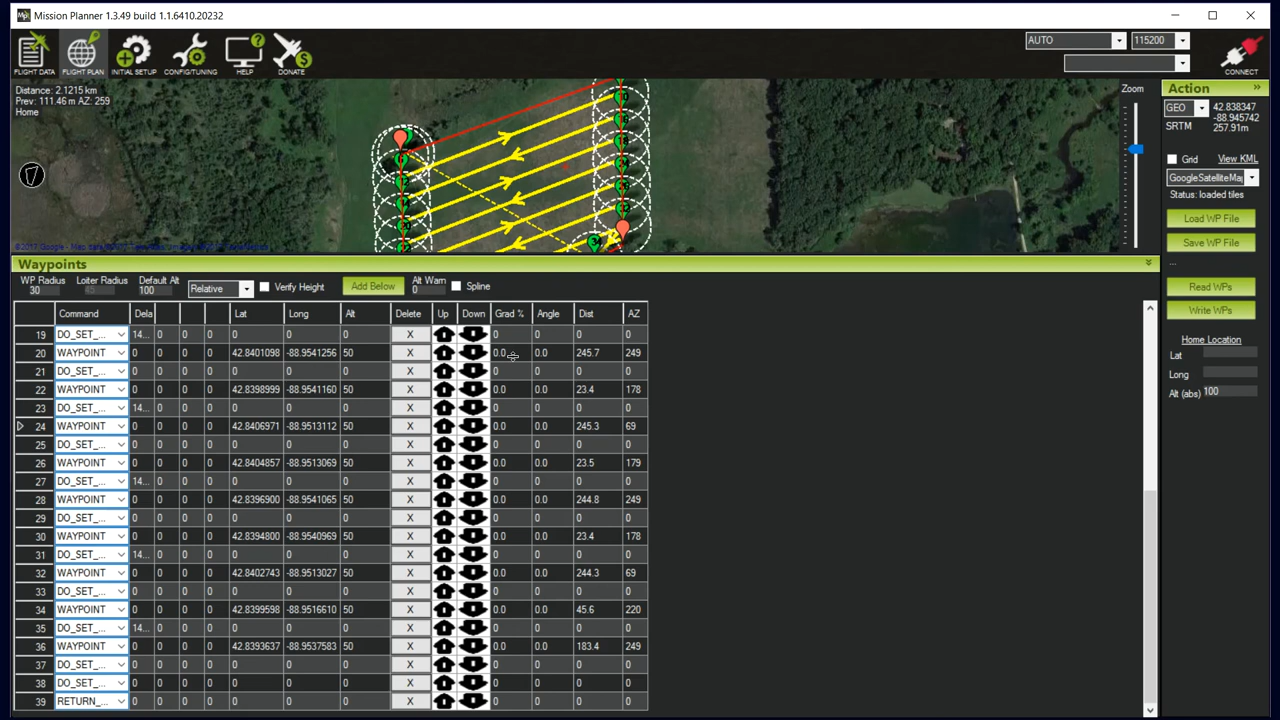 Mission Planner 1.3.49 build 1.1.6410.20232
FLIGHT DATA FLIGHT PLAN INITIAL SETUP CONFIG/TUNING HELP DONATE
AUTO 115200
CONNECT
Distance: 2.1215 km
Prev: 111.46 m AZ: 259
Home
Zoom
Action
GEO 42.838347
-88.945742
SRTM 257.91m
Grid View KML
GoogleSatelliteMap
Status: loaded tiles
Load WP File
Save WP File
...
Read WPs
Write WPs
Home Location
Lat
Long
Alt (abs) 100
Waypoints
WP Radius Loiter Radius Default Alt Alt Warn
30 45 100 Relative Verify Height Add Below 0 Spline
Command Dela Lat Long Alt Delete Up Down Grad % Angle Dist AZ
19 DO_SET_... 14... 0 0 0 0 0 0 X 0 0 0 0
20 WAYPOINT 0 0 0 0 42.8401098 -88.9541256 50 X 0.0 0.0 245.7 249
21 DO_SET_... 0 0 0 0 0 0 0 X 0 0 0 0
22 WAYPOINT 0 0 0 0 42.8398999 -88.9541160 50 X 0.0 0.0 23.4 178
23 DO_SET_... 14... 0 0 0 0 0 0 X 0 0 0 0
24 WAYPOINT 0 0 0 0 42.8406971 -88.9513112 50 X 0.0 0.0 245.3 69
25 DO_SET_... 0 0 0 0 0 0 0 X 0 0 0 0
26 WAYPOINT 0 0 0 0 42.8404857 -88.9513069 50 X 0.0 0.0 23.5 179
27 DO_SET_... 14... 0 0 0 0 0 0 X 0 0 0 0
28 WAYPOINT 0 0 0 0 42.8396900 -88.9541065 50 X 0.0 0.0 244.8 249
29 DO_SET_... 0 0 0 0 0 0 0 X 0 0 0 0
30 WAYPOINT 0 0 0 0 42.8394800 -88.9540969 50 X 0.0 0.0 23.4 178
31 DO_SET_... 14... 0 0 0 0 0 0 X 0 0 0 0
32 WAYPOINT 0 0 0 0 42.8402743 -88.9513027 50 X 0.0 0.0 244.3 69
33 DO_SET_... 0 0 0 0 0 0 0 X 0 0 0 0
34 WAYPOINT 0 0 0 0 42.8399598 -88.9516610 50 X 0.0 0.0 45.6 220
35 DO_SET_... 14... 0 0 0 0 0 0 X 0 0 0 0
36 WAYPOINT 0 0 0 0 42.8393637 -88.9537583 50 X 0.0 0.0 183.4 249
37 DO_SET_... 0 0 0 0 0 0 0 X 0 0 0 0
38 DO_SET_... 0 0 0 0 0 0 0 X 0 0 0 0
39 RETURN_... 0 0 0 0 0 0 0 X 0 0 0 0